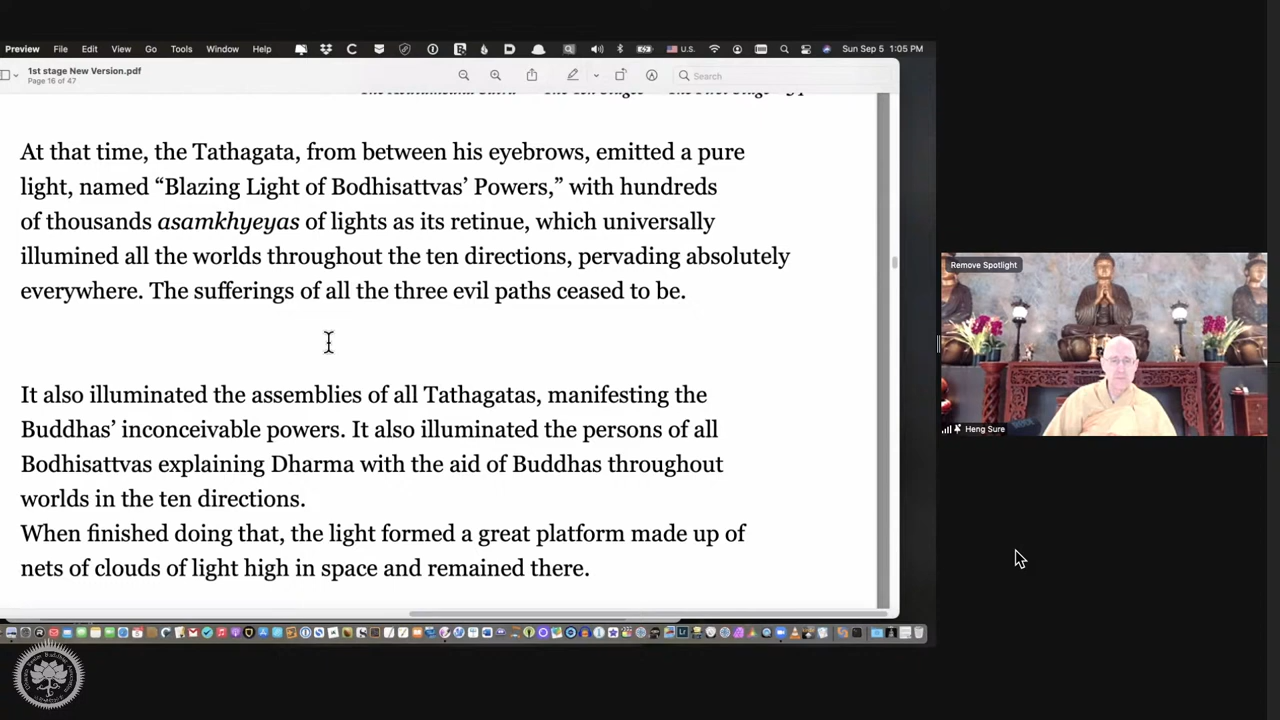 Preview File Edit View Go Tools Window Help U.S. Sun Sep 5 1:05 PM
1st stage New Version.pdf
Page 16 of 47
Search
At that time, the Tathagata, from between his eyebrows, emitted a pure
light, named “Blazing Light of Bodhisattvas’ Powers,” with hundreds
of thousands asamkhyeyas of lights as its retinue, which universally
illumined all the worlds throughout the ten directions, pervading absolutely
everywhere. The sufferings of all the three evil paths ceased to be.
It also illuminated the assemblies of all Tathagatas, manifesting the
Buddhas’ inconceivable powers. It also illuminated the persons of all
Bodhisattvas explaining Dharma with the aid of Buddhas throughout
worlds in the ten directions.
When finished doing that, the light formed a great platform made up of
nets of clouds of light high in space and remained there.
Remove Spotlight
Heng Sure